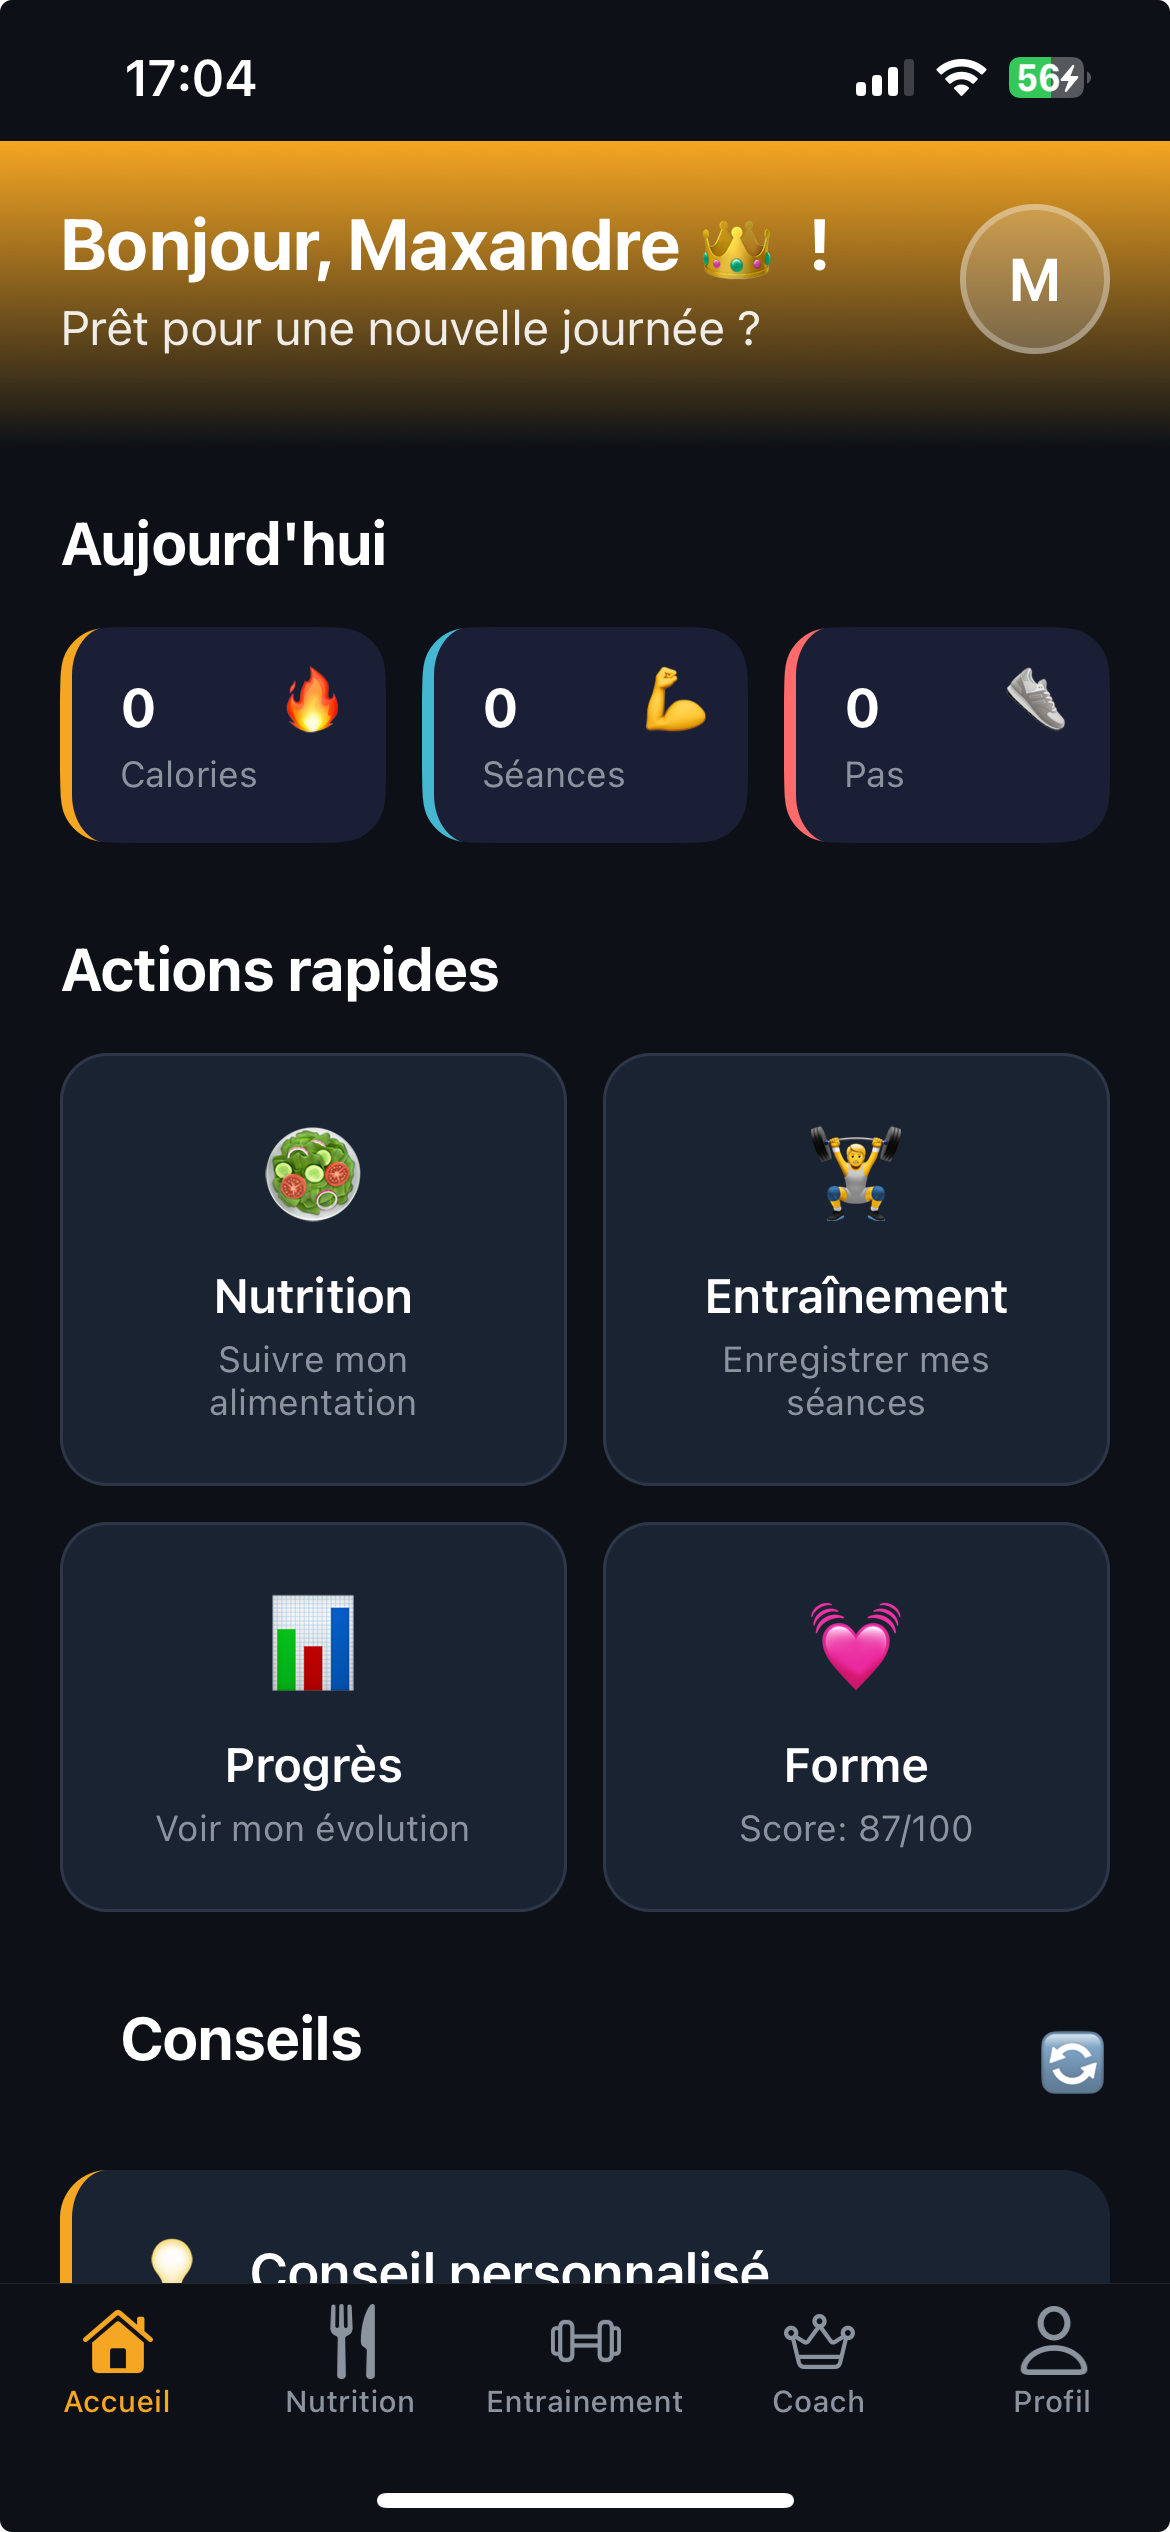 17:04
56
Bonjour, Maxandre 👑 !
M
Prêt pour une nouvelle journée ?
Aujourd'hui
0
Calories
0
Séances
0
Pas
Actions rapides
Nutrition
Suivre mon
alimentation
Entraînement
Enregistrer mes
séances
Progrès
Voir mon évolution
Forme
Score: 87/100
Conseils
Conseil personnalisé
Accueil
Nutrition
Entrainement
Coach
Profil